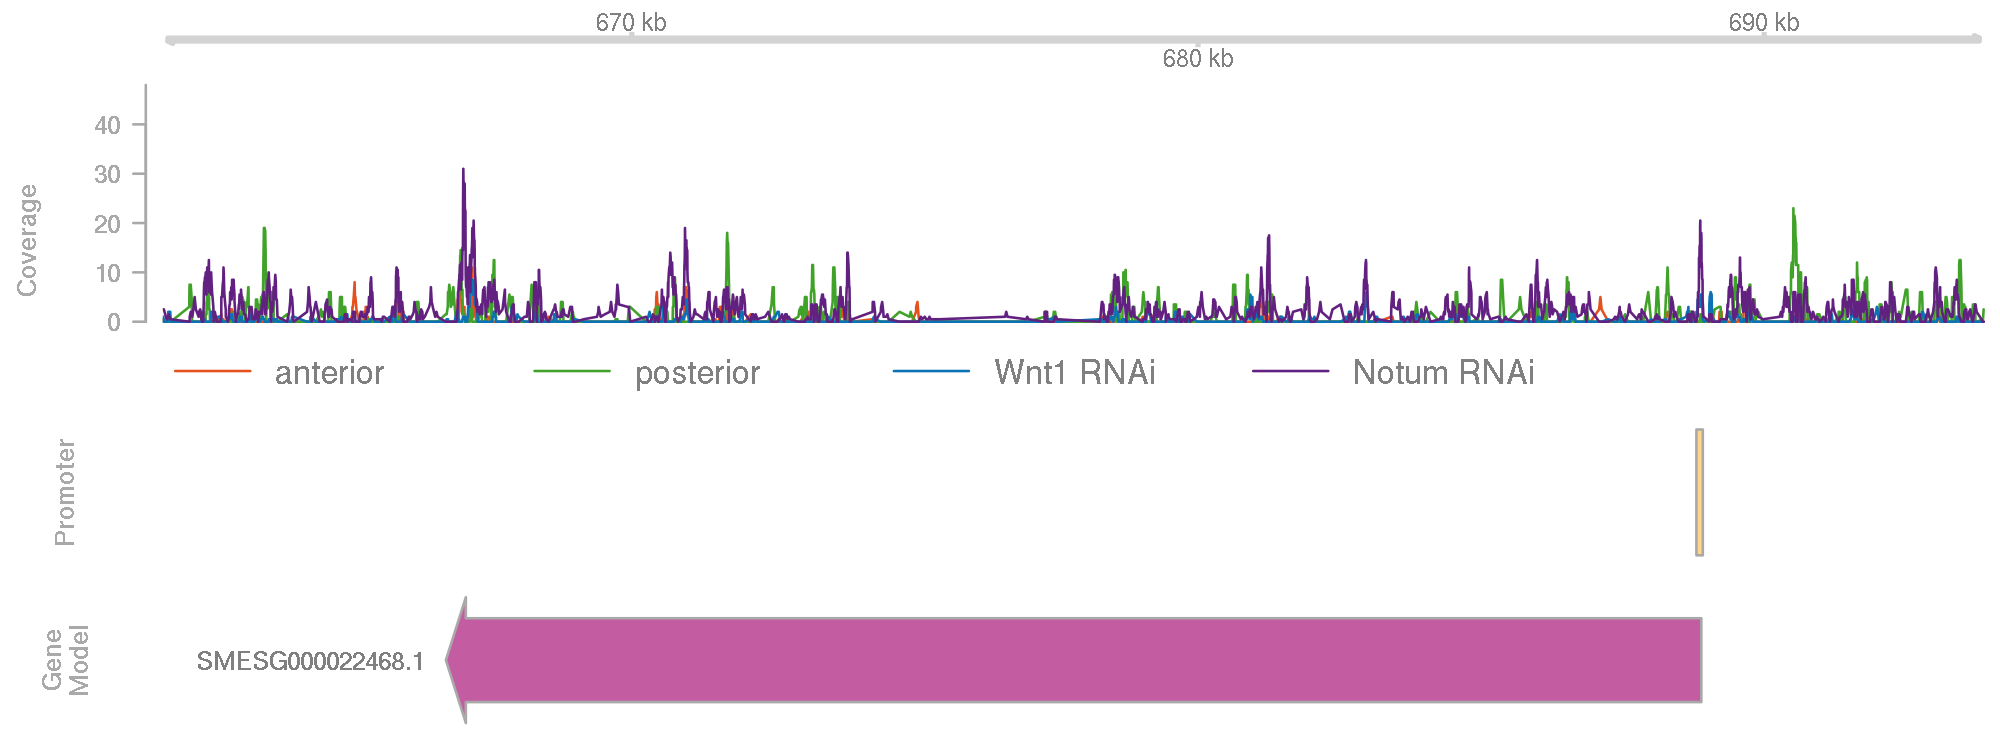 670 kb
690 kb
680 kb
Coverage
40
30
20
10
0
anterior
posterior
Wnt1 RNAi
Notum RNAi
Promoter
Gene
Model
SMESG000022468.1